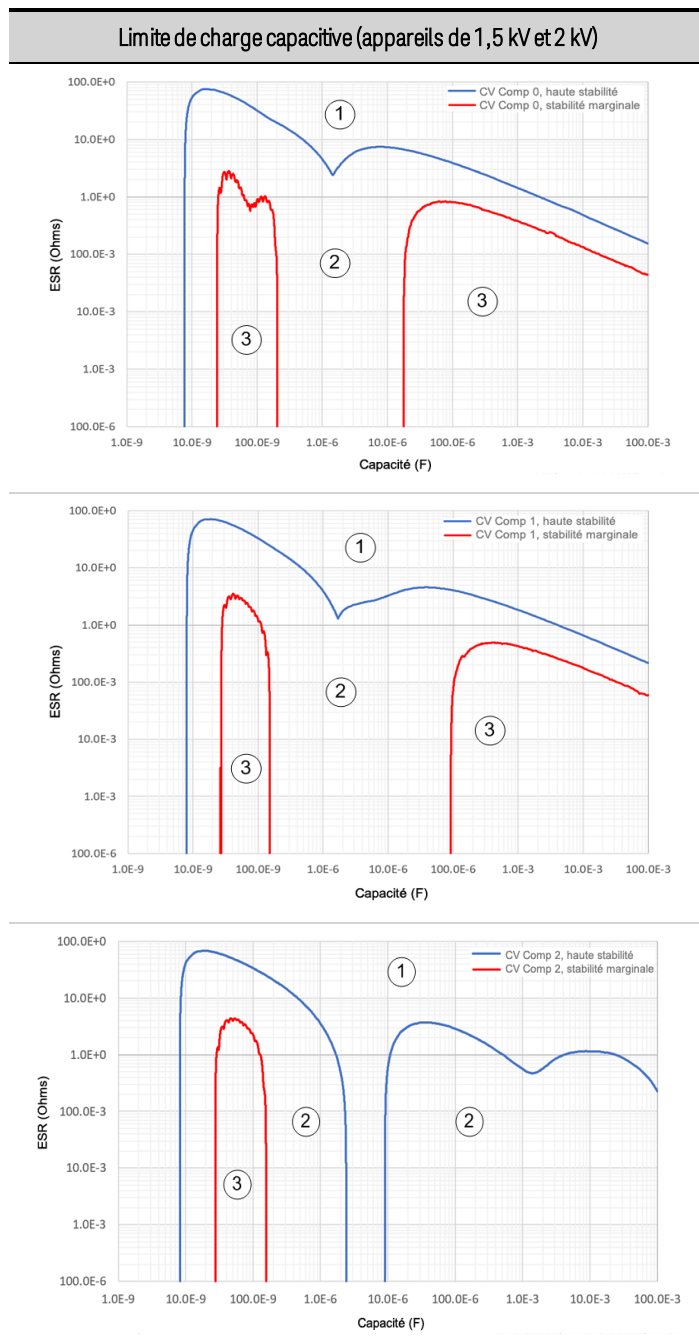 Limite de charge capacitive (appareils de 1,5 kV et 2 kV)
100.0E+0
10.0E+0
1.0E+0
100.0E-3
10.0E-3
1.0E-3
100.0E-6
ESR (Ohms)
CV Comp 0, haute stabilité
CV Comp 0, stabilité marginale
1
2
3
3
1.0E-9 10.0E-9 100.0E-9 1.0E-6 10.0E-6 100.0E-6 1.0E-3 10.0E-3 100.0E-3
Capacité (F)
100.0E+0
10.0E+0
1.0E+0
100.0E-3
10.0E-3
1.0E-3
100.0E-6
ESR (Ohms)
CV Comp 1, haute stabilité
CV Comp 1, stabilité marginale
1
2
3
3
1.0E-9 10.0E-9 100.0E-9 1.0E-6 10.0E-6 100.0E-6 1.0E-3 10.0E-3 100.0E-3
Capacité (F)
100.0E+0
10.0E+0
1.0E+0
100.0E-3
10.0E-3
1.0E-3
100.0E-6
ESR (Ohms)
CV Comp 2, haute stabilité
CV Comp 2, stabilité marginale
1
2
2
3
1.0E-9 10.0E-9 100.0E-9 1.0E-6 10.0E-6 100.0E-6 1.0E-3 10.0E-3 100.0E-3
Capacité (F)